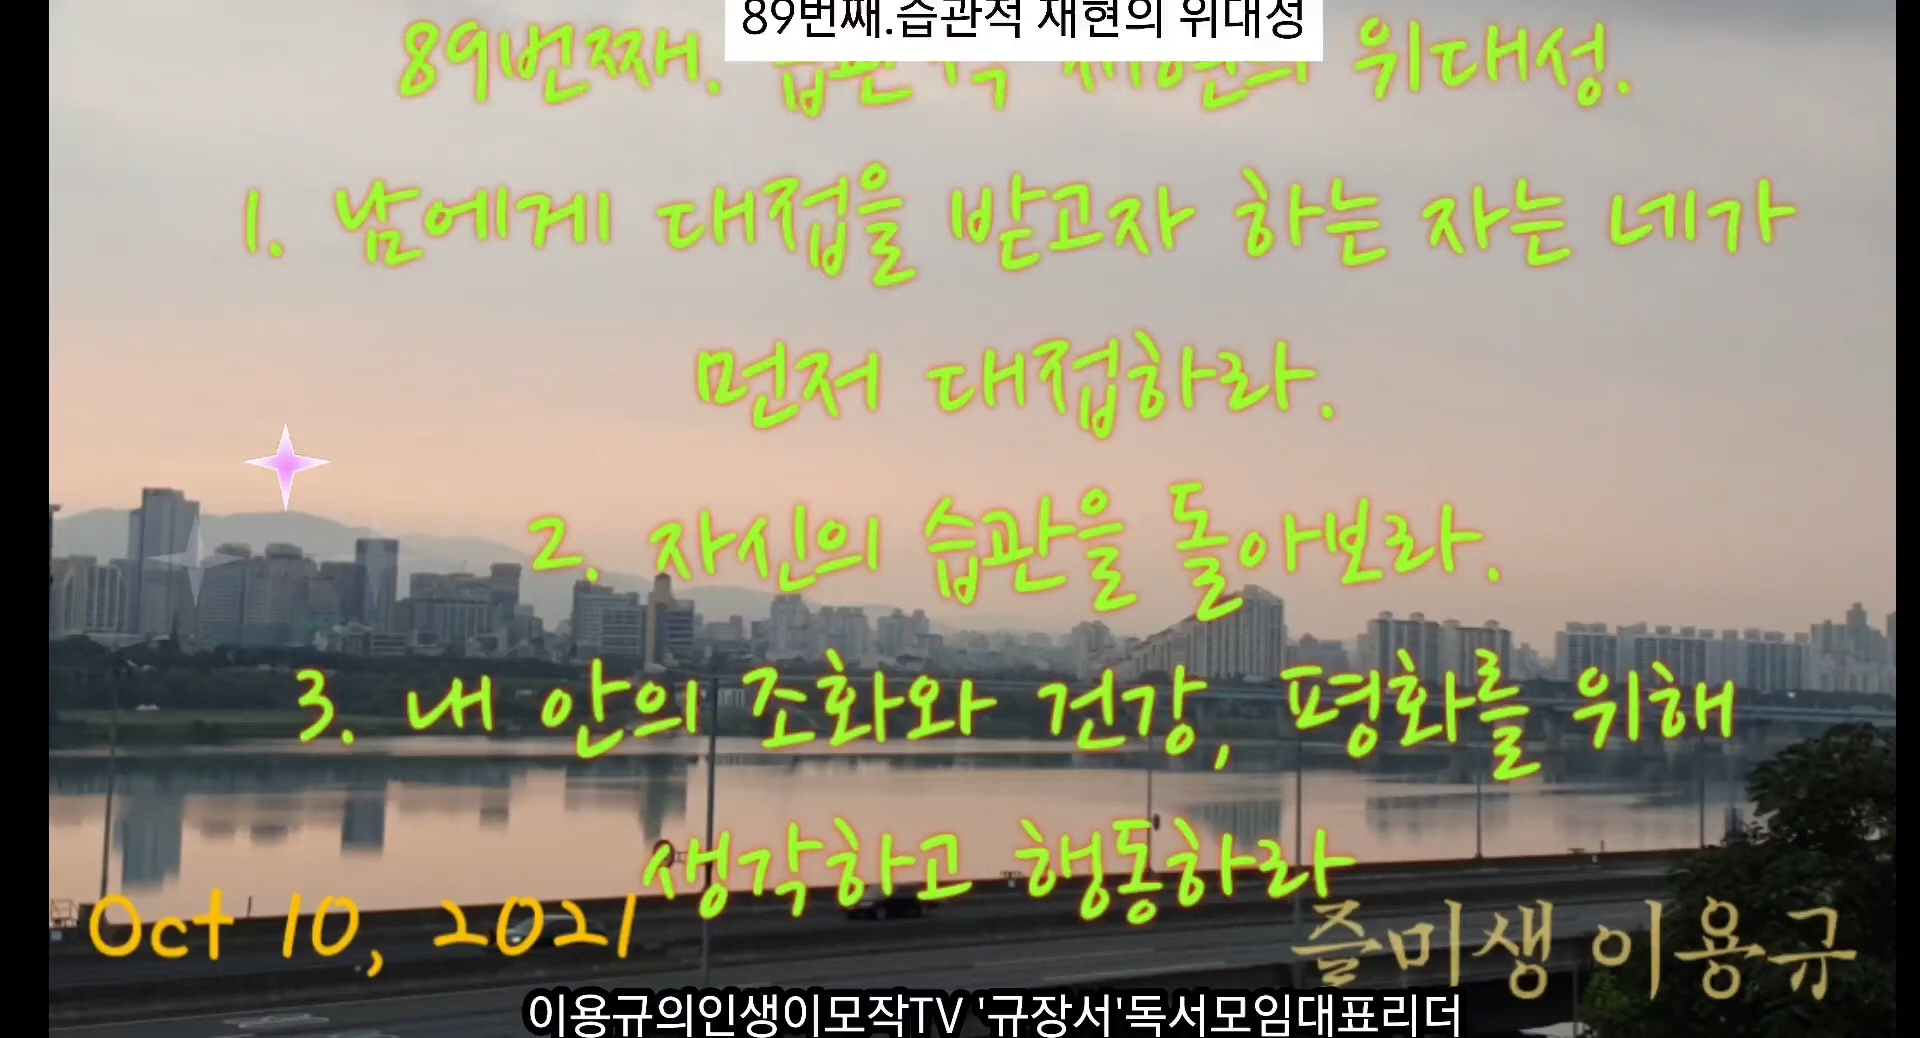 89번째.습관적 재현의 위대성
89번째. 습관적 재현의 위대성.
1. 남에게 대접을 받고자 하는 자는 네가
먼저 대접하라.
2. 자신의 습관을 돌아보라.
3. 내 안의 조화와 건강, 평화를 위해
생각하고 행동하라
Oct 10, 2021
즐미생 이용규
이용규의인생이모작TV '규장서'독서모임대표리더